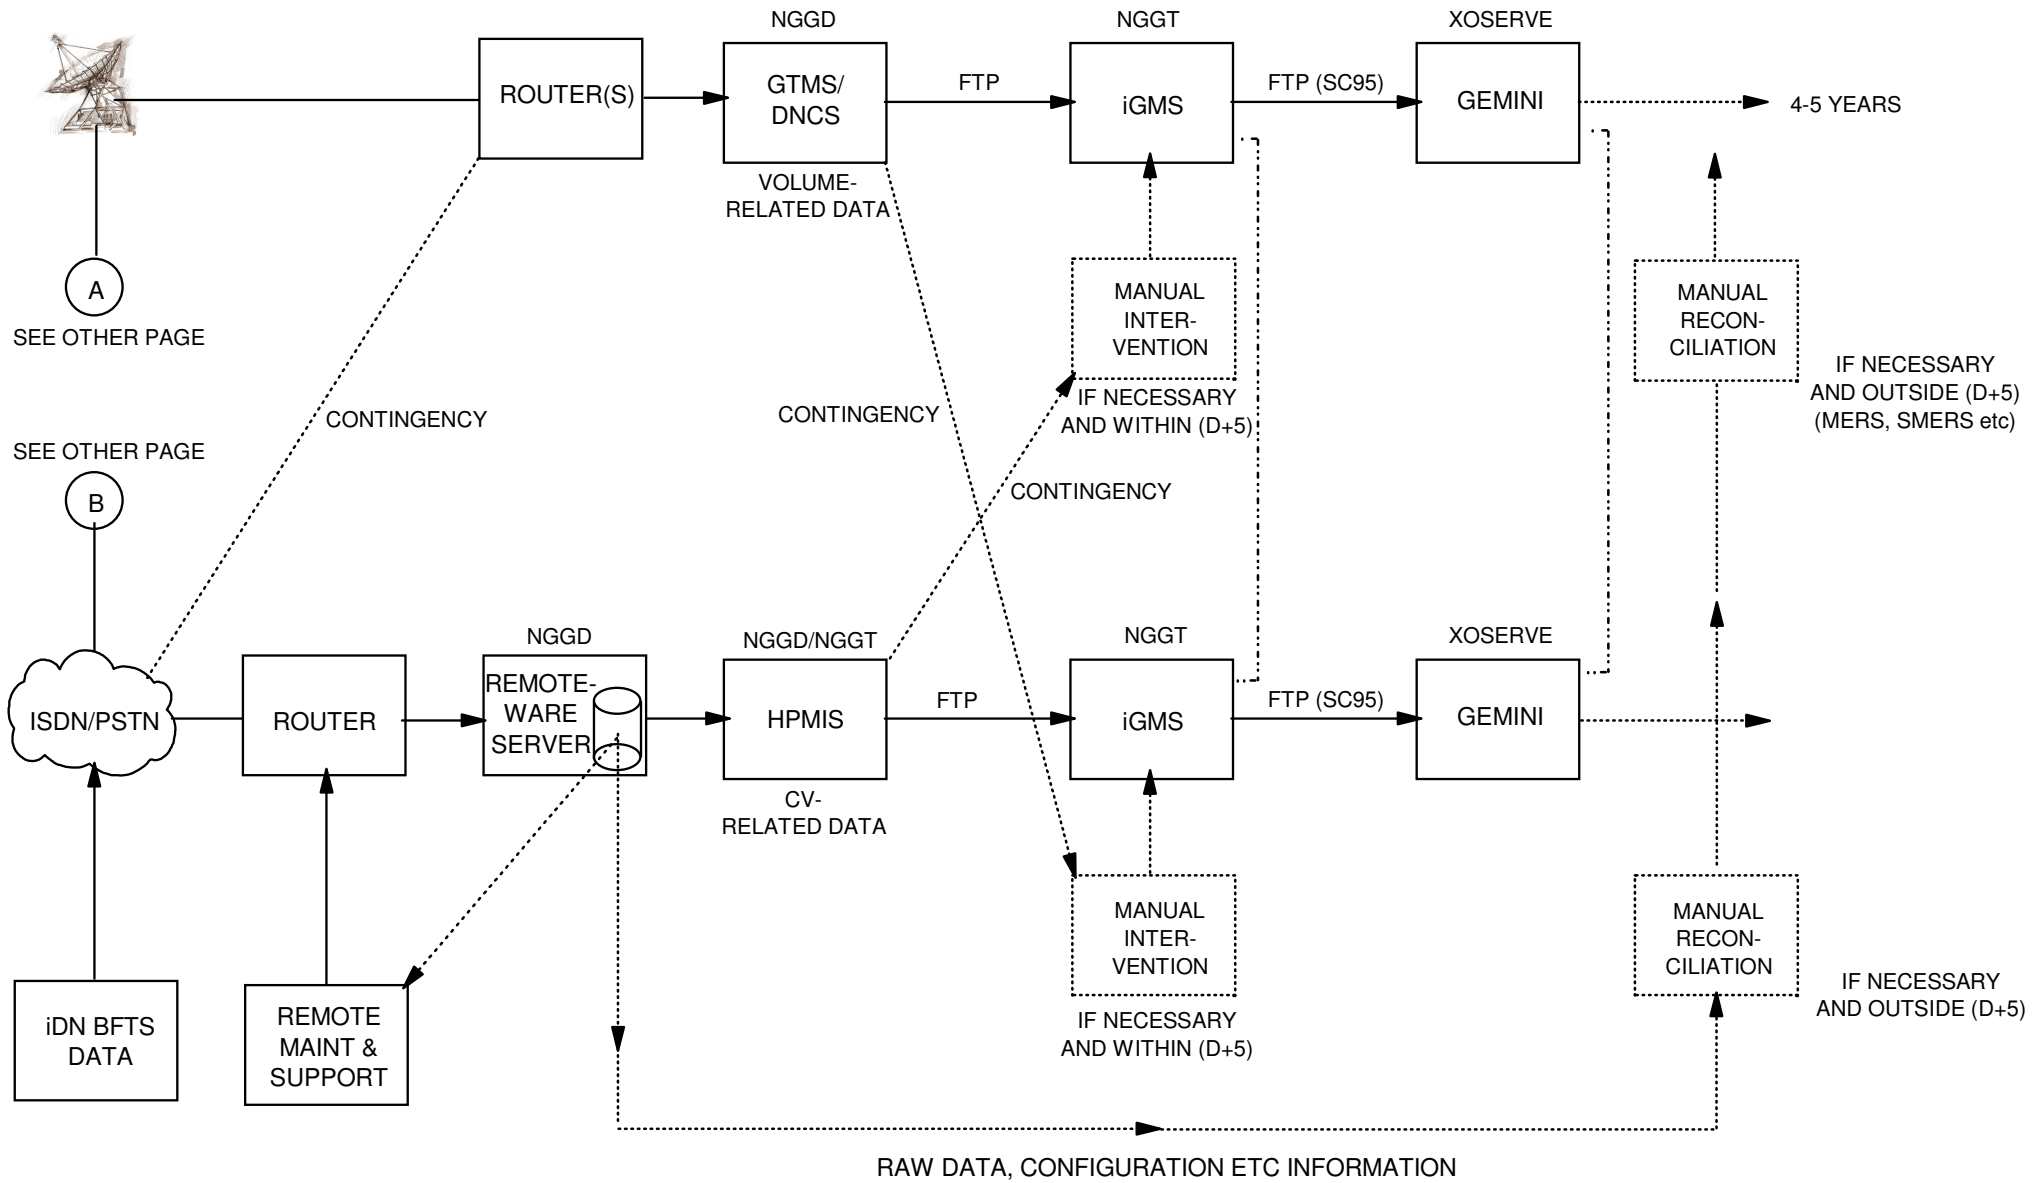 NGGD
NGGT
XOSERVE
ROUTER(S)
GTMS/
DNCS
FTP
iGMS
FTP (SC95)
GEMINI
4-5 YEARS
VOLUME-
RELATED DATA
A
SEE OTHER PAGE
MANUAL
INTER-
VENTION
MANUAL
RECON-
CILIATION
IF NECESSARY
AND WITHIN (D+5)
IF NECESSARY
AND OUTSIDE (D+5)
(MERS, SMERS etc)
CONTINGENCY
CONTINGENCY
CONTINGENCY
SEE OTHER PAGE
B
NGGD
NGGD/NGGT
NGGT
XOSERVE
ISDN/PSTN
ROUTER
REMOTE-
WARE
SERVER
HPMIS
FTP
iGMS
FTP (SC95)
GEMINI
CV-
RELATED DATA
MANUAL
INTER-
VENTION
MANUAL
RECON-
CILIATION
IF NECESSARY
AND WITHIN (D+5)
IF NECESSARY
AND OUTSIDE (D+5)
iDN BFTS
DATA
REMOTE
MAINT &
SUPPORT
RAW DATA, CONFIGURATION ETC INFORMATION